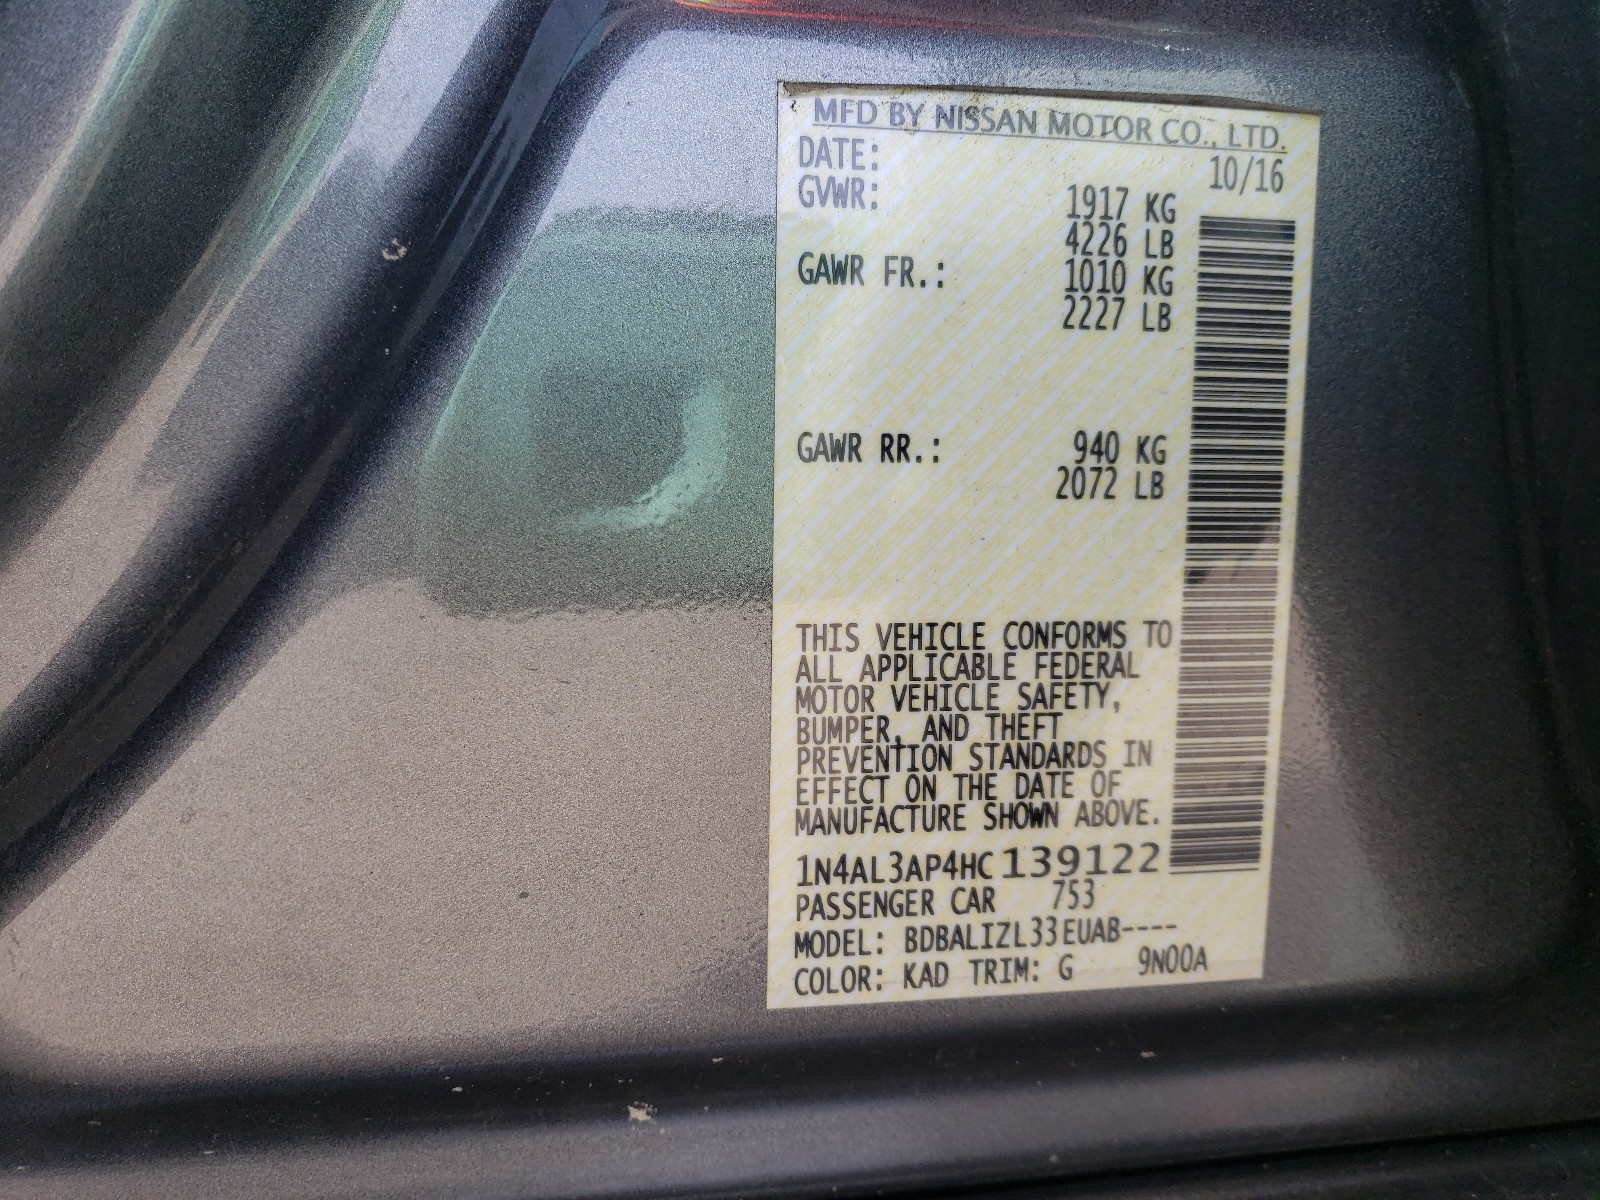 MFD BY NISSAN MOTOR CO., LTD.
DATE: 10/16
GVWR: 1917 KG
4226 LB
GAWR FR.: 1010 KG
2227 LB
GAWR RR.: 940 KG
2072 LB
THIS VEHICLE CONFORMS TO
ALL APPLICABLE FEDERAL
MOTOR VEHICLE SAFETY,
BUMPER, AND THEFT
PREVENTION STANDARDS IN
EFFECT ON THE DATE OF
MANUFACTURE SHOWN ABOVE.
1N4AL3AP4HC139122
PASSENGER CAR 753
MODEL: BDBALIZL33EUAB----
COLOR: KAD TRIM: G 9N00A